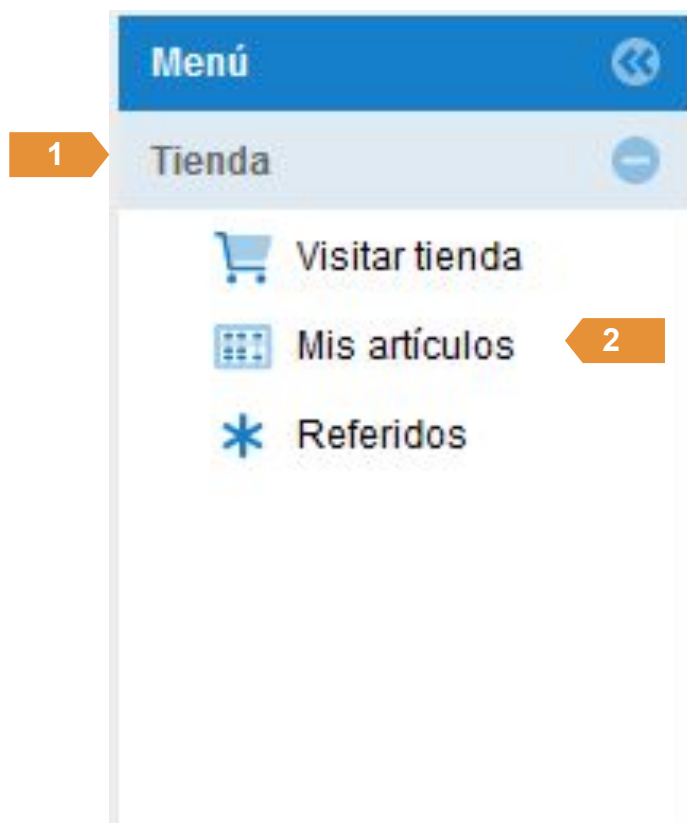 Menú
1
Tienda
Visitar tienda
Mis artículos
2
Referidos